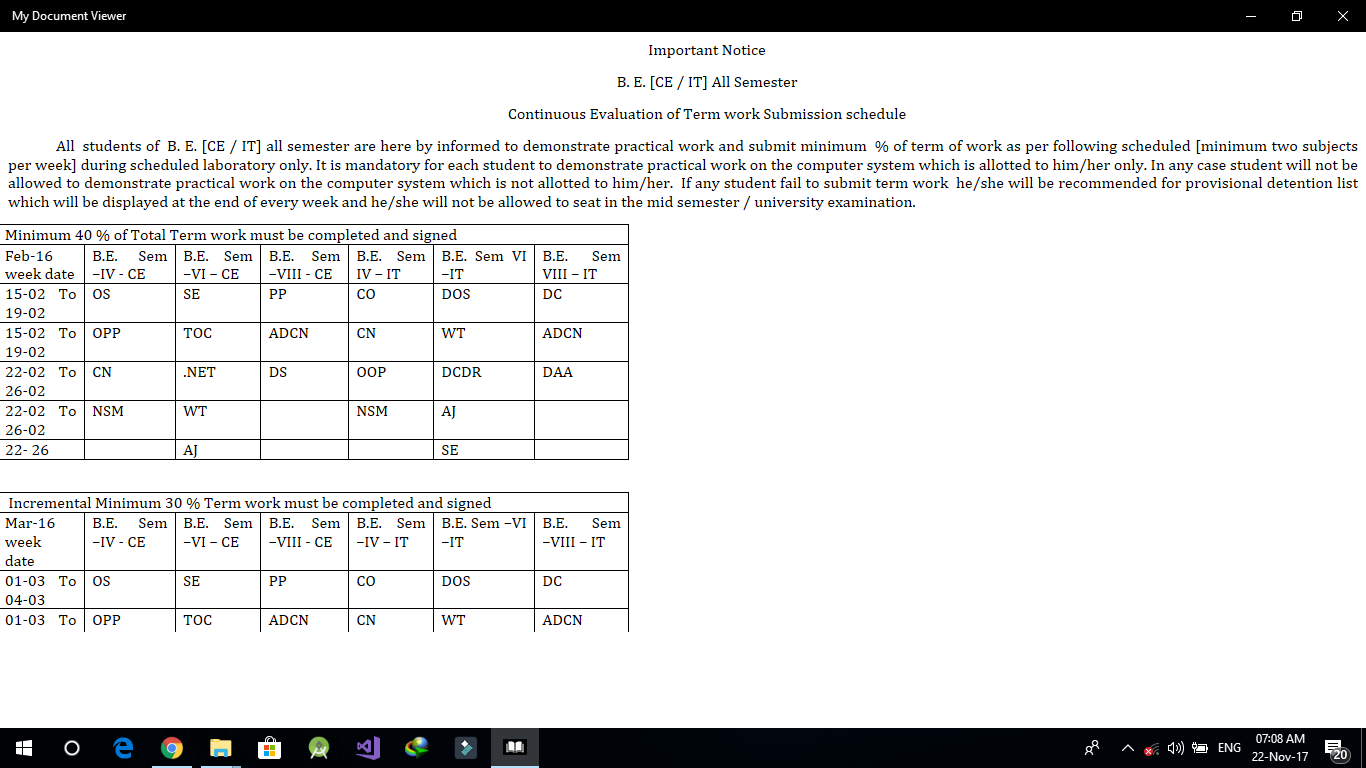 My Document Viewer
Important Notice
B. E. [CE / IT] All Semester
Continuous Evaluation of Term work Submission schedule
All students of B. E. [CE / IT] all semester are here by informed to demonstrate practical work and submit minimum % of term of work as per following scheduled [minimum two subjects
per week] during scheduled laboratory only. It is mandatory for each student to demonstrate practical work on the computer system which is allotted to him/her only. In any case student will not be
allowed to demonstrate practical work on the computer system which is not allotted to him/her. If any student fail to submit term work he/she will be recommended for provisional detention list
which will be displayed at the end of every week and he/she will not be allowed to seat in the mid semester / university examination.
Minimum 40 % of Total Term work must be completed and signed
Feb-16 B.E. Sem B.E. Sem B.E. Sem B.E. Sem B.E. Sem VI B.E. Sem
week date –IV - CE –VI – CE –VIII - CE IV – IT –IT VIII – IT
15-02 To OS SE PP CO DOS DC
19-02
15-02 To OPP TOC ADCN CN WT ADCN
19-02
22-02 To CN .NET DS OOP DCDR DAA
26-02
22-02 To NSM WT NSM AJ
26-02
22- 26 AJ SE
Incremental Minimum 30 % Term work must be completed and signed
Mar-16 B.E. Sem B.E. Sem B.E. Sem B.E. Sem B.E. Sem –VI B.E. Sem
week –IV - CE –VI – CE –VIII - CE –IV – IT –IT –VIII – IT
date
01-03 To OS SE PP CO DOS DC
04-03
01-03 To OPP TOC ADCN CN WT ADCN
ENG
07:08 AM
22-Nov-17
20